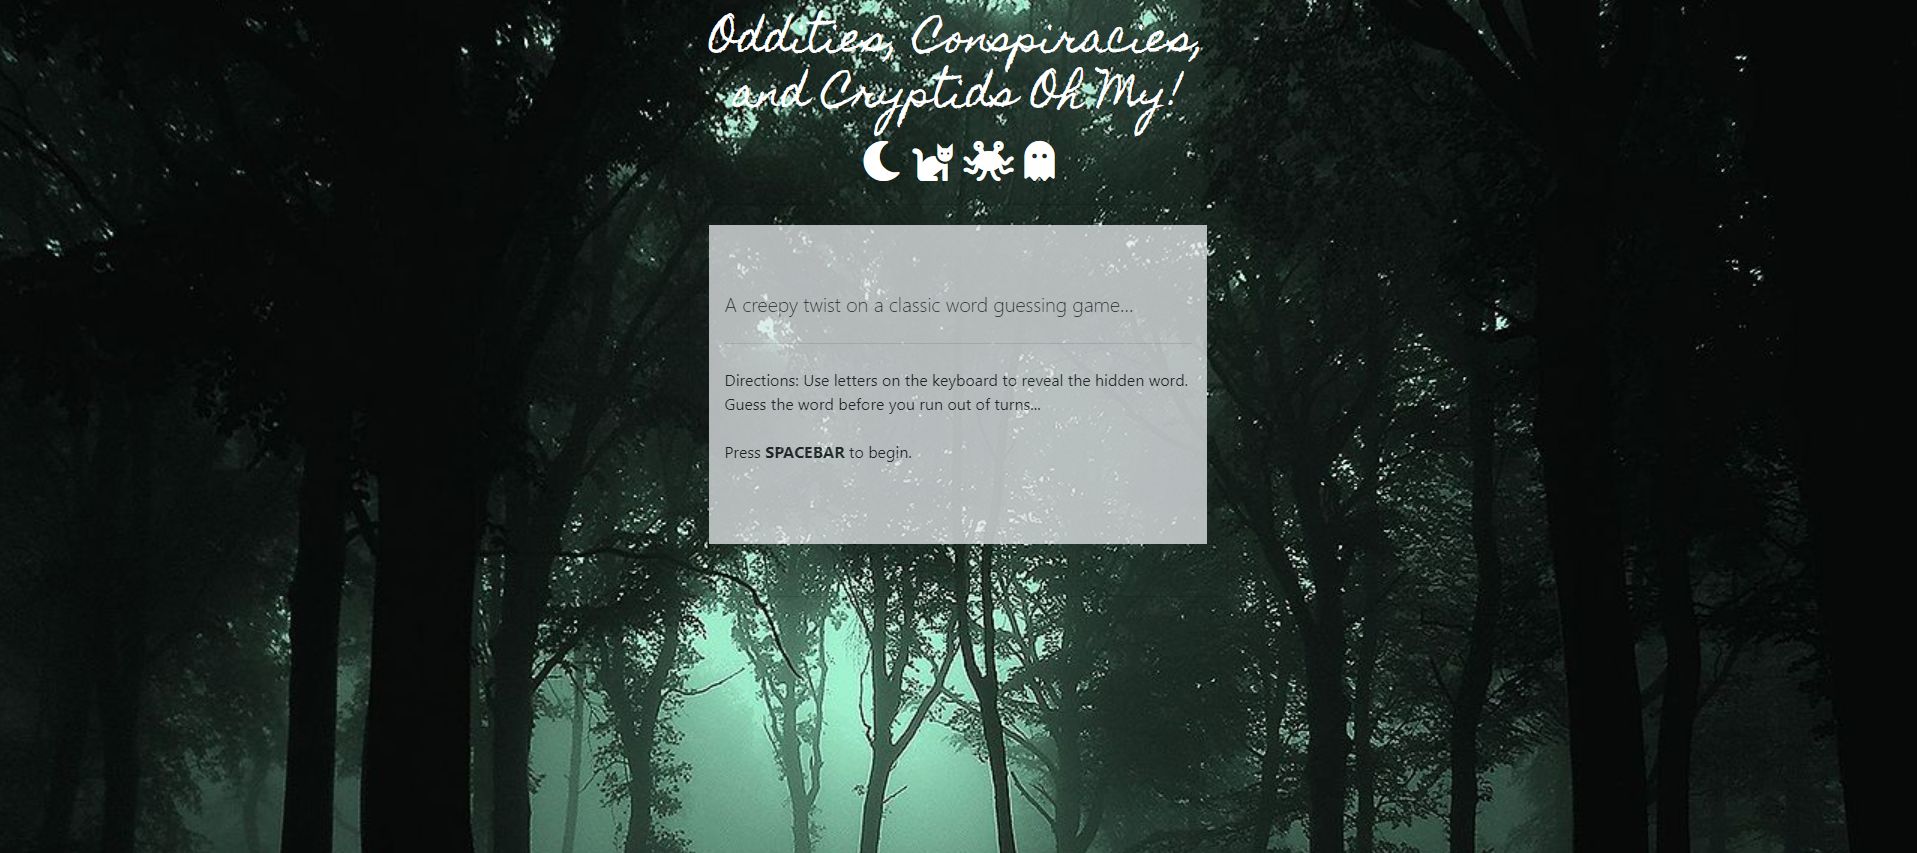 Oddities, Conspiracies,
and Cryptids Oh My!
A creepy twist on a classic word guessing game...
Directions: Use letters on the keyboard to reveal the hidden word.
Guess the word before you run out of turns...
Press SPACEBAR to begin.